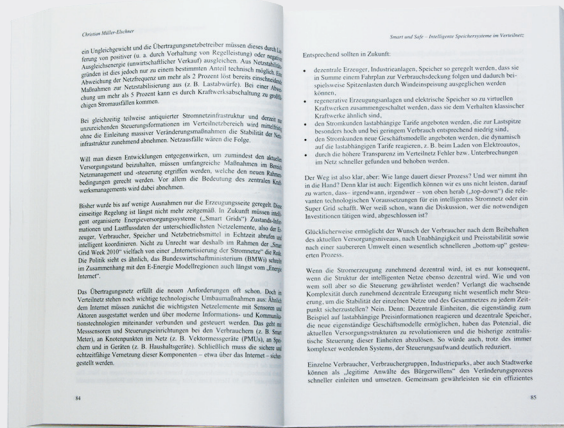 Christian Müller-Elschner
ein Ungleichgewicht und die Übertragungsnetzbetreiber müssen dieses durch
ferung von positiver (u. a. durch Vorhaltung von Regelleistung) oder
Ausgleichsenergie (unwirtschaftlicher Verkauf) ausgleichen. Aus
gründen ist dies jedoch nur zu einem bestimmten Anteil technisch möglich.
Abweichung der Netzfrequenz um mehr als 2 Prozent löst bereits
Maßnahmen zur Netzstabilisierung aus (z. B. Lastabwürfe). Bei einer
chung um mehr als 5 Prozent kann es durch Kraftwerksabschaltung zu
chigen Stromausfällen kommen.
Bei gleichzeitig teilweise antiquierter Stromnetzinfrastruktur und derzeit
unzureichenden Steuerungsformen im Verteilnetzbereich wird
ohne die Einleitung massiver Veränderungsmaßnahmen die Stabilität der
infrastruktur zunehmend abnehmen. Netzausfälle wären die Folge.
Will man diesen Entwicklungen entgegenwirken, um zumindest den aktuellen
Versorgungsstand beizuhalten, müssen umfangreiche Maßnahmen im Bereich
Netzmanagement und -steuerung ergriffen werden, welche den neuen
bedingungen gerecht werden. Vor allem die Bedeutung des zentralen
werksmanagements wird dabei abnehmen.
Bisher wurde bis auf wenige Ausnahmen nur die Erzeugungsseite geregelt. Diese
einseitige Regelung ist längst nicht mehr zeitgemäß. In Zukunft müssen
gent organisierte Energieversorgungssysteme („Smart Grids") Zustands-
mationen und Lastflussdaten der unterschiedlichen Netzelemente, also der
zeuger, Verbraucher, Speicher und Netzbetriebsmittel in Echtzeit abrufen und
intelligent koordinieren. Nicht zu Unrecht war deshalb im Rahmen der „Smart
Grid Week 2010" vielfach von einer „Internetisierung der Stromnetze" die Rede.
Die Politik sieht es ähnlich, das Bundeswirtschaftsministerium (BMWi) schreibt
im Zusammenhang mit den E-Energie Modellregionen auch längst vom „Energie
Internet".
Das Übertragungsnetz erfüllt die neuen Anforderungen oft schon. Doch in
Verteilnetz stehen noch wichtige technologische Umbaumaßnahmen aus: Ähnlich
dem Internet müssen zunächst die wichtigsten Netzelemente mit Sensoren und
Aktoren ausgestattet werden und über moderne Informations- und
tionstechnologien miteinander verbunden und gesteuert werden. Das geht
Messsensoren und Steuerungseinrichtungen bei den Verbrauchern (z. B. Smart
Meter), an Knotenpunkten im Netz (z. B. Vektormessgeräte (PMUs), an
chern und in Geräten (z. B. Haushaltsgeräte). Schließlich muss die sichere und
echtzeitfähige Vernetzung dieser Komponenten – etwa über das Internet –
gestellt werden.
84
Smart und Safe – Intelligente Speichersysteme im Verteilnetz
Entsprechend sollten in Zukunft:
• dezentrale Erzeuger, Industrieanlagen, Speicher so geregelt werden, dass sie
in Summe einem Fahrplan zur Verbrauchsdeckung folgen und dadurch bei-
spielsweise Spitzenlasten durch Windeinspeisung ausgeglichen werden
können,
• regenerative Erzeugungsanlagen und elektrische Speicher so zu virtuellen
Kraftwerken zusammengeschaltet werden, dass sie dem Verhalten klassischer
Kraftwerke ähnlich sind,
• den Stromkunden lastabhängige Tarife angeboten werden, die zur Lastspitze
besonders hoch und bei geringem Verbrauch entsprechend niedrig sind,
• den Stromkunden neue Geschäftsmodelle angeboten werden, die dynamisch
auf die lastabhängigen Tarife reagieren, z. B. beim Laden von Elektroautos,
• durch die höhere Transparenz im Verteilnetz Fehler bzw. Unterbrechungen
im Netz schneller gefunden und behoben werden.
Der Weg ist also klar, aber: Wie lange dauert dieser Prozess? Und wer nimmt ihn
in die Hand? Denn klar ist auch: Eigentlich können wir es uns nicht leisten, darauf
zu warten, dass - irgendwann, irgendwer – von oben herab („top-down") die rele-
vanten technologischen Voraussetzungen für ein intelligentes Stromnetz oder ein
Super Grid schafft. Wer weiß schon, wann die Diskussion, wer die notwendigen
Investitionen tätigen wird, abgeschlossen ist?
Glücklicherweise ermöglicht der Wunsch der Verbraucher nach dem Beibehalten
des aktuellen Versorgungsniveaus, nach Unabhängigkeit und Preisstabilität sowie
nach einer saubereren Umwelt einen wesentlich schnelleren „bottom-up" gesteu-
erten Prozess.
Wenn die Stromerzeugung zunehmend dezentral wird, ist es nur konsequent,
wenn die Struktur der intelligenten Netze ebenso dezentral wird. Wie und von
wem soll aber so die Steuerung gewährleistet werden? Verlangt die wachsende
Komplexität durch zunehmend dezentrale Erzeugung nicht wesentlich mehr Steue-
rung, um die Stabilität der einzelnen Netze und des Gesamtnetzes zu jedem Zeit-
punkt sicherzustellen? Nein. Denn: Dezentrale Einheiten, die eigenständig zum
Beispiel auf lastabhängige Preisinformationen reagieren und dezentrale Speicher,
die neue eigenständige Geschäftsmodelle ermöglichen, haben das Potenzial, die
aktuellen Versorgungsstrukturen zu revolutionieren und die bisherige zentralis-
tische Steuerung dieser Einheiten abzulösen. So würde auch, trotz des immer
komplexer werdenden Systems, der Steuerungsaufwand deutlich reduziert.
Einzelne Verbraucher, Verbrauchergruppen, Industrieparks, aber auch Stadtwerke
können als „legitime Anwälte des Bürgerwillens" den Veränderungsprozess
schneller einleiten und umsetzen. Gemeinsam gewährleisten sie ein effizientes
85